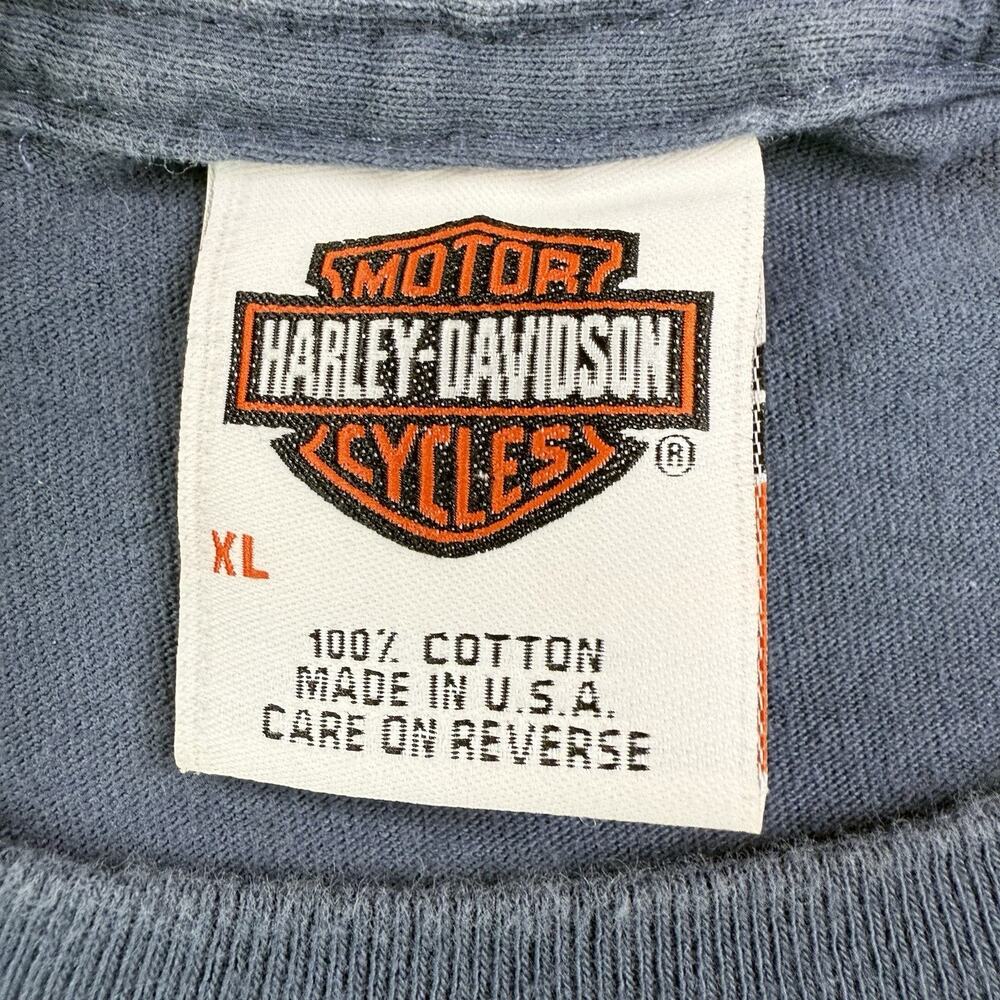 MOTOR
HARLEY-DAVIDSON
CYCLES
®
XL
100% COTTON
MADE IN U.S.A.
CARE ON REVERSE